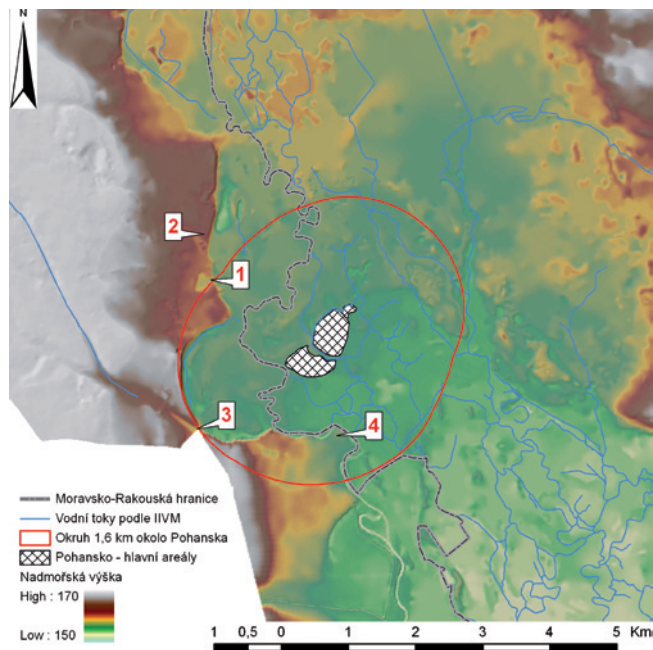 N
2
1
3
4
Moravsko-Rakouská hranice
Vodní toky podle IIVM
Okruh 1,6 km okolo Pohanska
Pohansko - hlavní areály
Nadmořská výška
High : 170
Low : 150
1 0,5 0 1 2 3 4 5 Km